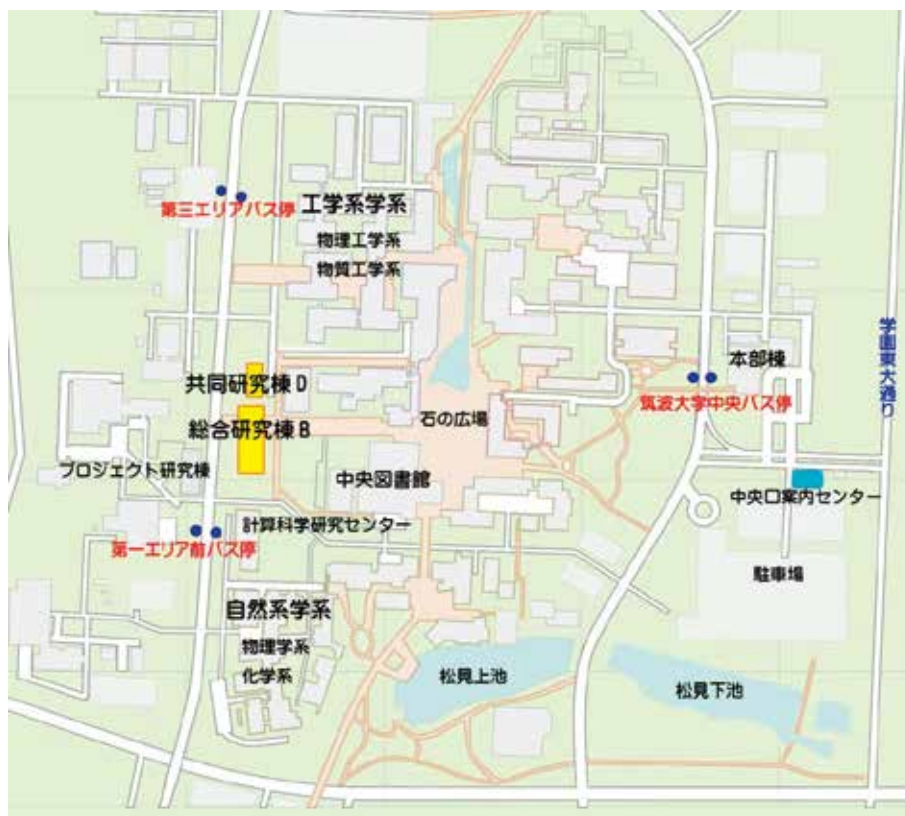 第三エリアバス停
工学系学系
物理工学系
物質工学系
学園東大通り
本部棟
共同研究棟D
筑波大学中央バス停
石の広場
総合研究棟B
プロジェクト研究棟
中央図書館
中央口案内センター
計算科学研究センター
第一エリア前バス停
駐車場
自然系学系
物理学系
化学系
松見上池
松見下池